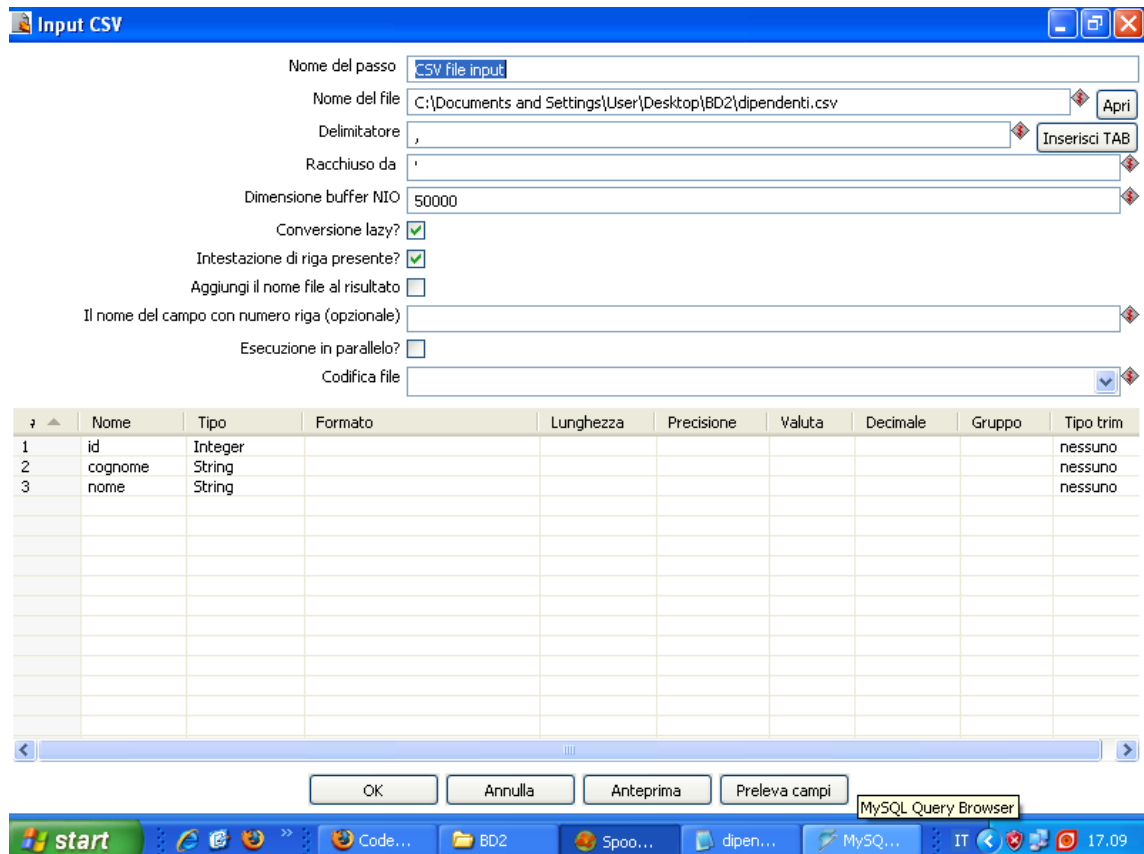 Input CSV
Nome del passo CSV file input
Nome del file C:\Documents and Settings\User\Desktop\BD2\dipendenti.csv Apri
Delimitatore , Inserisci TAB
Racchiuso da '
Dimensione buffer NIO 50000
Conversione lazy?
Intestazione di riga presente?
Aggiungi il nome file al risultato
Il nome del campo con numero riga (opzionale)
Esecuzione in parallelo?
Codifica file
Nome Tipo Formato Lunghezza Precisione Valuta Decimale Gruppo Tipo trim
1 id Integer nessuno
2 cognome String nessuno
3 nome String nessuno
OK Annulla Anteprima Preleva campi
MySQL Query Browser
start » Code... BD2 Spoo... dipen... MySQ... IT 17.09